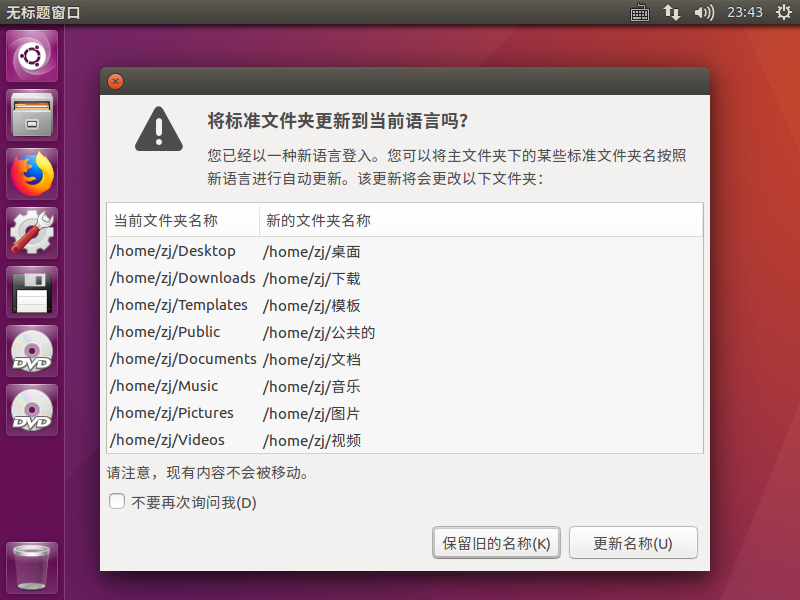 无标题窗口 23:43
将标准文件夹更新到当前语言吗?
您已经以一种新语言登入。您可以将主文件夹下的某些标准文件夹名按照
新语言进行自动更新。该更新将会更改以下文件夹：
当前文件夹名称 新的文件夹名称
/home/zj/Desktop /home/zj/桌面
/home/zj/Downloads /home/zj/下载
/home/zj/Templates /home/zj/模板
/home/zj/Public /home/zj/公共的
/home/zj/Documents /home/zj/文档
/home/zj/Music /home/zj/音乐
/home/zj/Pictures /home/zj/图片
/home/zj/Videos /home/zj/视频
请注意，现有内容不会被移动。
不要再次询问我(D)
保留旧的名称(K) 更新名称(U)
DVD
DVD